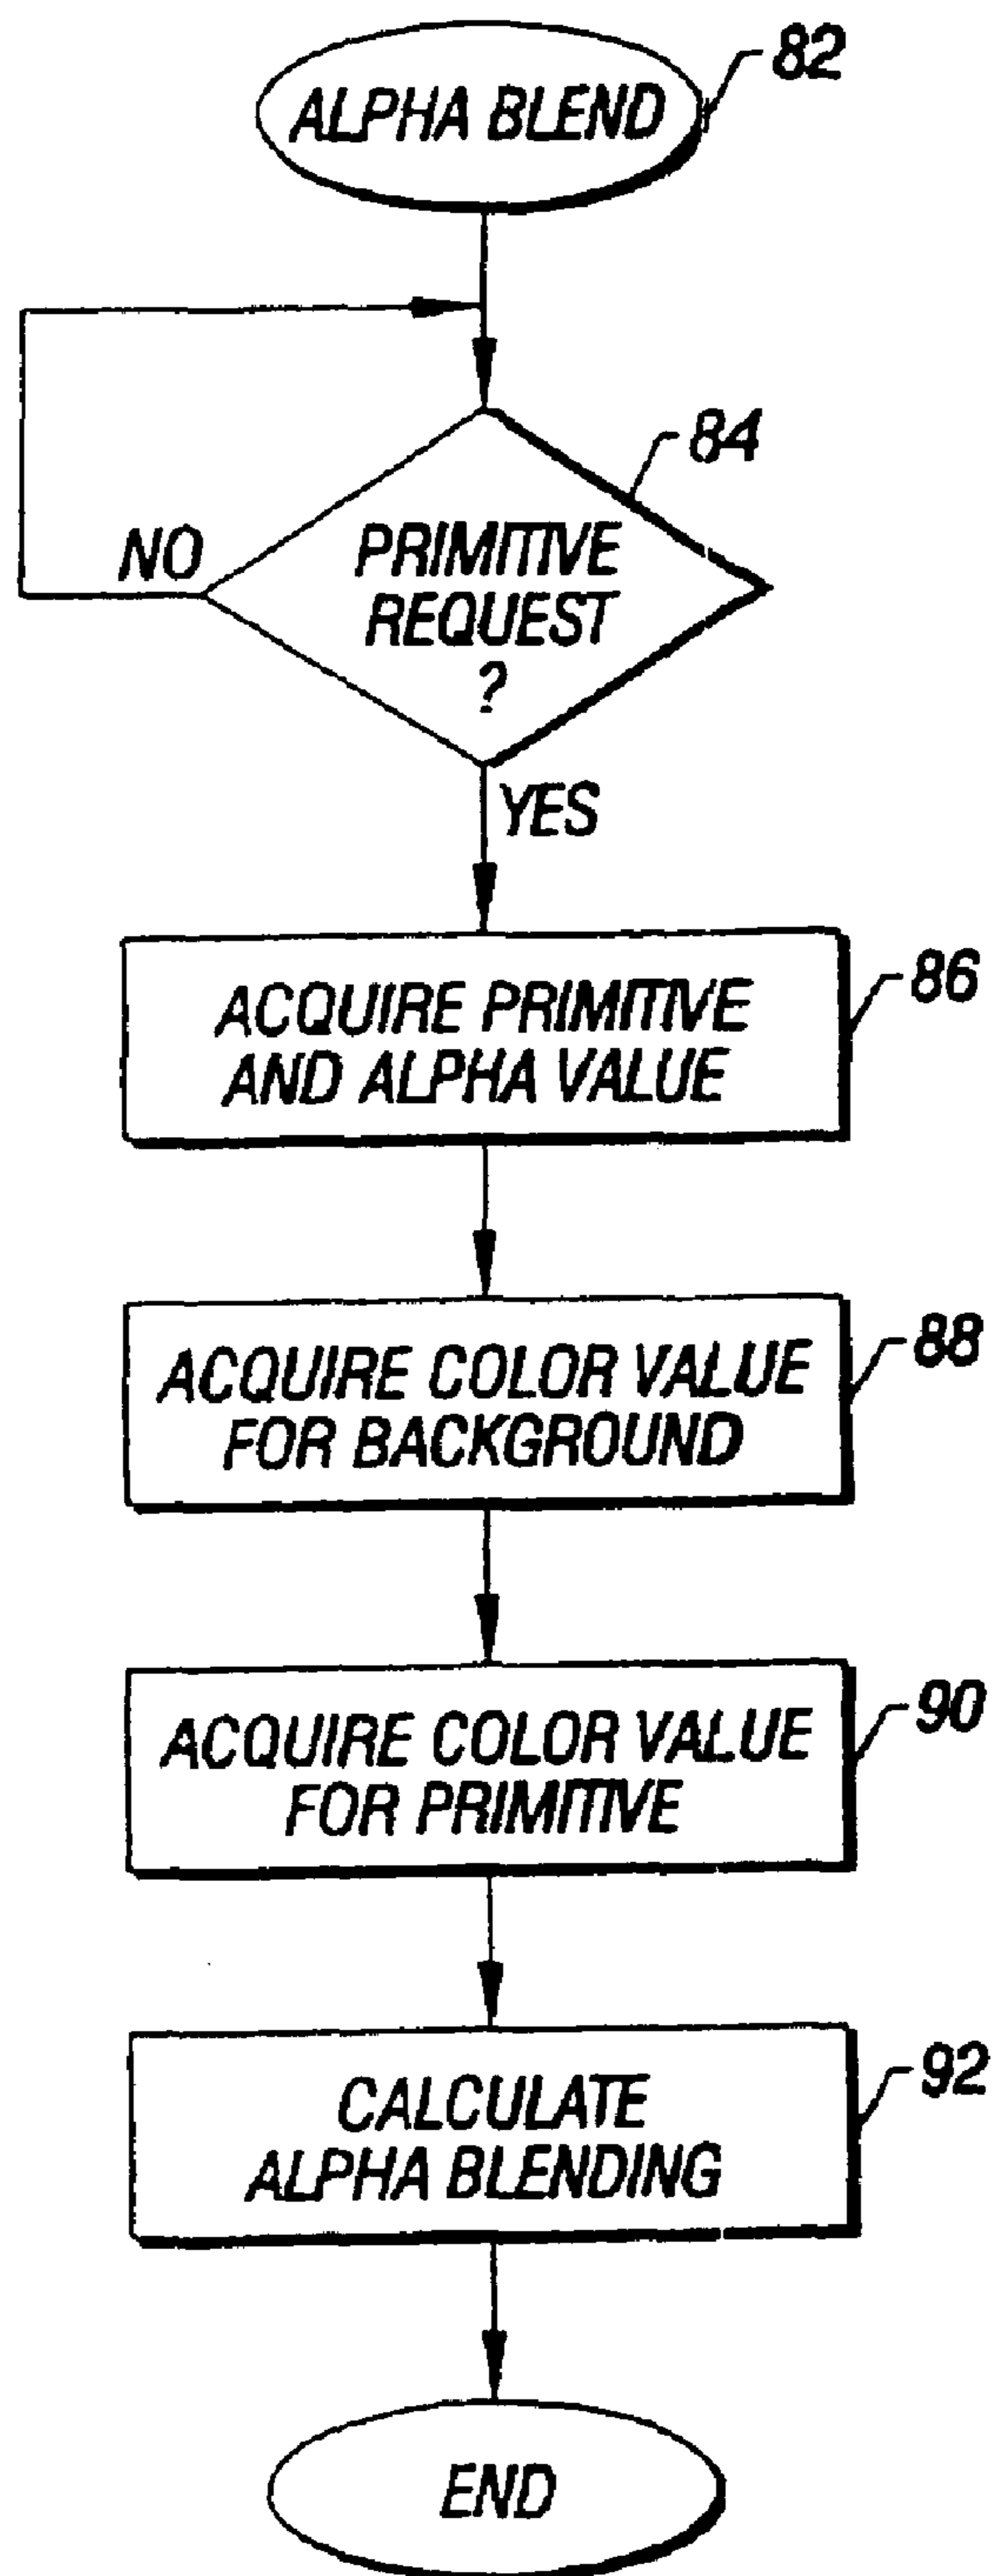 ALPHA BLEND
82
84
PRIMITIVE
REQUEST
?
NO
YES
ACQUIRE PRIMITIVE
AND ALPHA VALUE
86
ACQUIRE COLOR VALUE
FOR BACKGROUND
88
ACQUIRE COLOR VALUE
FOR PRIMITIVE
90
CALCULATE
ALPHA BLENDING
92
END